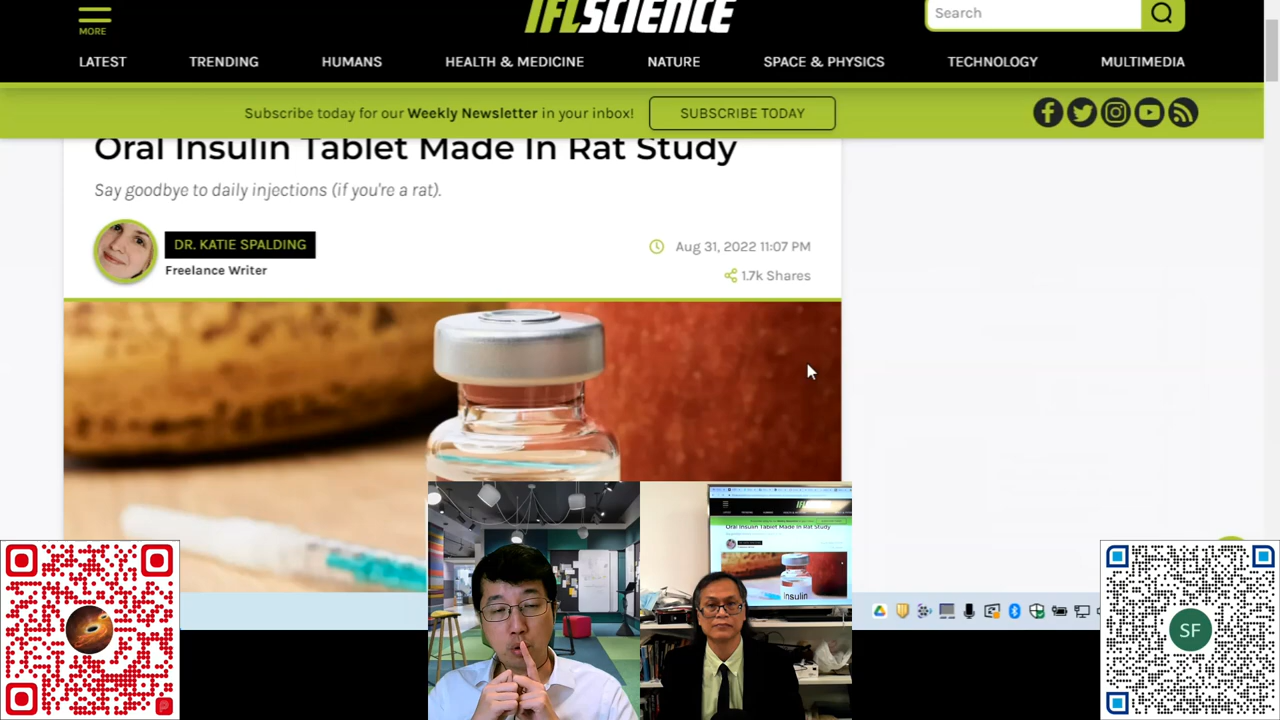 MORE
IFLSCIENCE
Search
LATEST
TRENDING
HUMANS
HEALTH & MEDICINE
NATURE
SPACE & PHYSICS
TECHNOLOGY
MULTIMEDIA
Subscribe today for our Weekly Newsletter in your inbox!
SUBSCRIBE TODAY
Oral Insulin Tablet Made In Rat Study
Say goodbye to daily injections (if you're a rat).
DR. KATIE SPALDING
Freelance Writer
Aug 31, 2022 11:07 PM
1.7k Shares
Oral Insulin Tablet Made In Rat Study
Insulin
SF